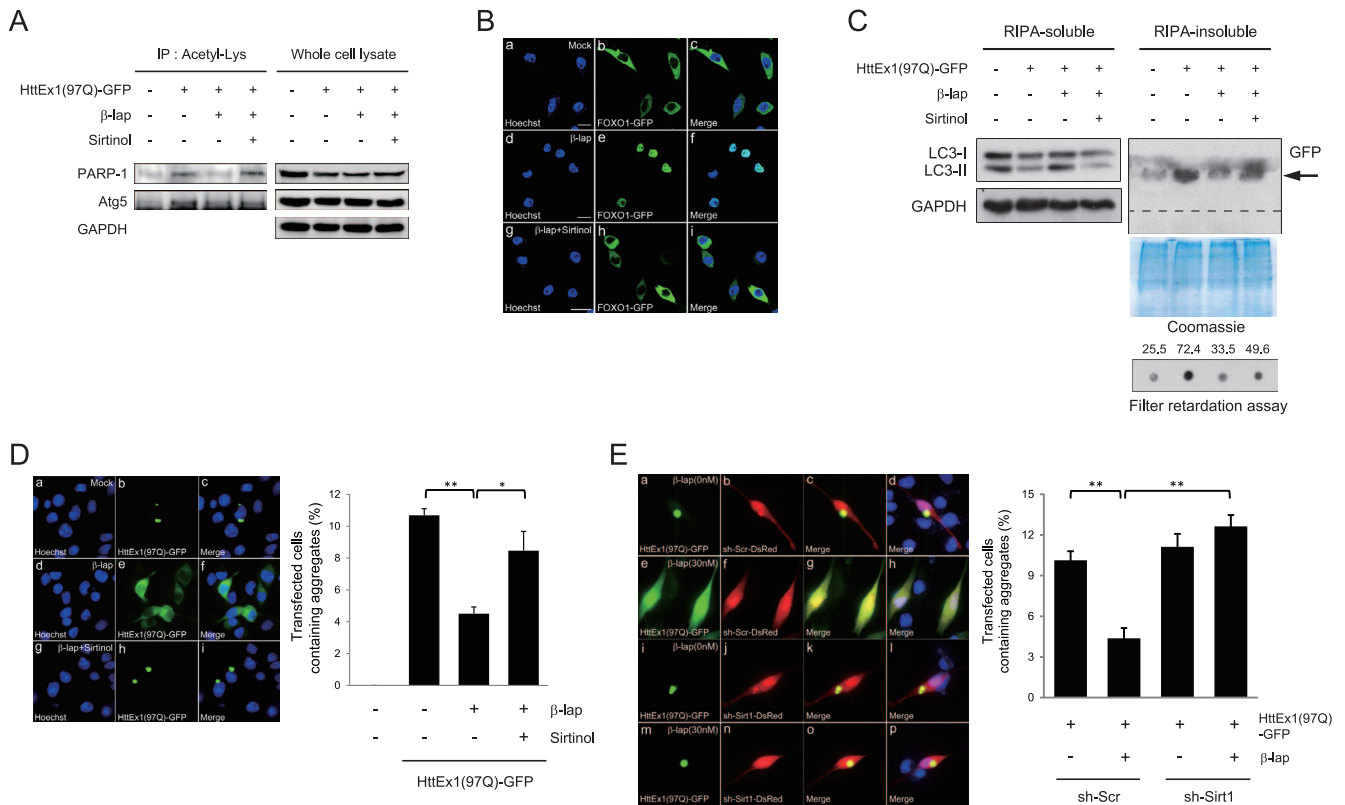 A
IP : Acetyl-Lys Whole cell lysate
HttEx1(97Q)-GFP - + + + - + + +
β-lap - - + + - - + +
Sirtinol - - - + - - - +
PARP-1
Atg5
GAPDH
B
a Mock b c
Hoechst FOXO1-GFP Merge
d β-lap e f
Hoechst FOXO1-GFP Merge
g β-lap+Sirtinol h i
Hoechst FOXO1-GFP Merge
C
RIPA-soluble RIPA-insoluble
HttEx1(97Q)-GFP - + + + - + + +
β-lap - - + + - - + +
Sirtinol - - - + - - - +
LC3-I
LC3-II
GAPDH
GFP
Coomassie
25.5 72.4 33.5 49.6
Filter retardation assay
D
a Mock b c
Hoechst HttEx1(97Q)-GFP Merge
d β-lap e f
Hoechst HttEx1(97Q)-GFP Merge
g β-lap+Sirtinol h i
Hoechst HttEx1(97Q)-GFP Merge
Transfected cells
containing aggregates (%)
12
10
8
6
4
2
0
** *
- - + + β-lap
- - - + Sirtinol
HttEx1(97Q)-GFP
E
a β-lap(0nM) b c d
HttEx1(97Q)-GFP sh-Scr-DsRed Merge
e β-lap(30nM) f g h
HttEx1(97Q)-GFP sh-Scr-DsRed Merge
i β-lap(0nM) j k l
HttEx1(97Q)-GFP sh-Sirt1-DsRed Merge
m β-lap(30nM) n o p
HttEx1(97Q)-GFP sh-Sirt1-DsRed Merge
Transfected cells
containing aggregates (%)
15
12
9
6
3
0
** **
+ + + + HttEx1(97Q)
-GFP
- + - + β-lap
sh-Scr sh-Sirt1